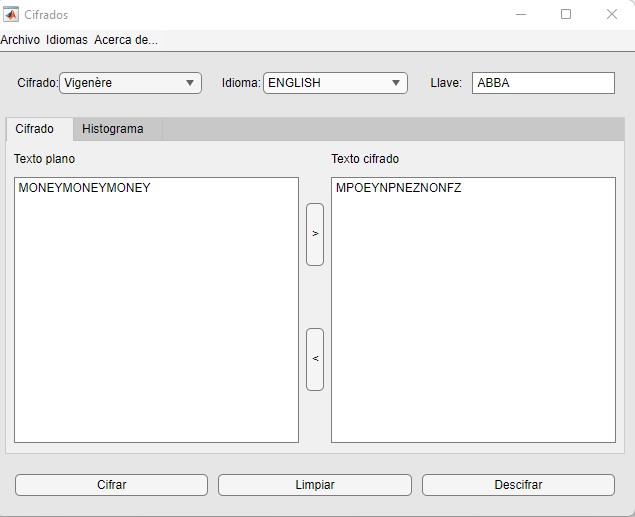 Cifrados
Archivo Idiomas Acerca de...
Cifrado: Vigenère Idioma: ENGLISH Llave: ABBA
Cifrado Histograma
Texto plano Texto cifrado
MONEYMONEYMONEY MPOEYNPNEZNONFZ
>
<
Cifrar Limpiar Descifrar